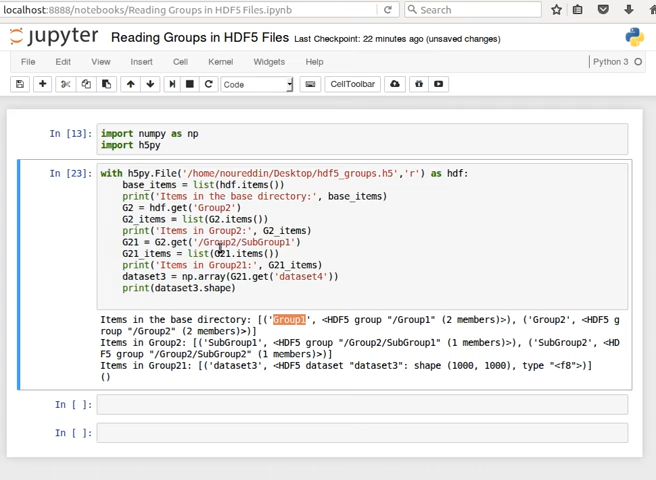 localhost:8888/notebooks/Reading Groups in HDF5 Files.ipynb
Search
jupyter Reading Groups in HDF5 Files Last Checkpoint: 22 minutes ago (unsaved changes)
File Edit View Insert Cell Kernel Widgets Help Python 3
Code CellToolbar
In [13]: import numpy as np
import h5py
In [23]: with h5py.File('/home/noureddin/Desktop/hdf5_groups.h5','r') as hdf:
base_items = list(hdf.items())
print('Items in the base directory:', base_items)
G2 = hdf.get('Group2')
G2_items = list(G2.items())
print('Items in Group2:', G2_items)
G21 = G2.get('/Group2/SubGroup1')
G21_items = list(G21.items())
print('Items in Group21:', G21_items)
dataset3 = np.array(G21.get('dataset4'))
print(dataset3.shape)
Items in the base directory: [('Group1', <HDF5 group "/Group1" (2 members)>), ('Group2', <HDF5 g
roup "/Group2" (2 members)>)]
Items in Group2: [('SubGroup1', <HDF5 group "/Group2/SubGroup1" (1 members)>), ('SubGroup2', <HD
F5 group "/Group2/SubGroup2" (1 members)>)]
Items in Group21: [('dataset3', <HDF5 dataset "dataset3": shape (1000, 1000), type "<f8">)]
()
In [ ]:
In [ ]: